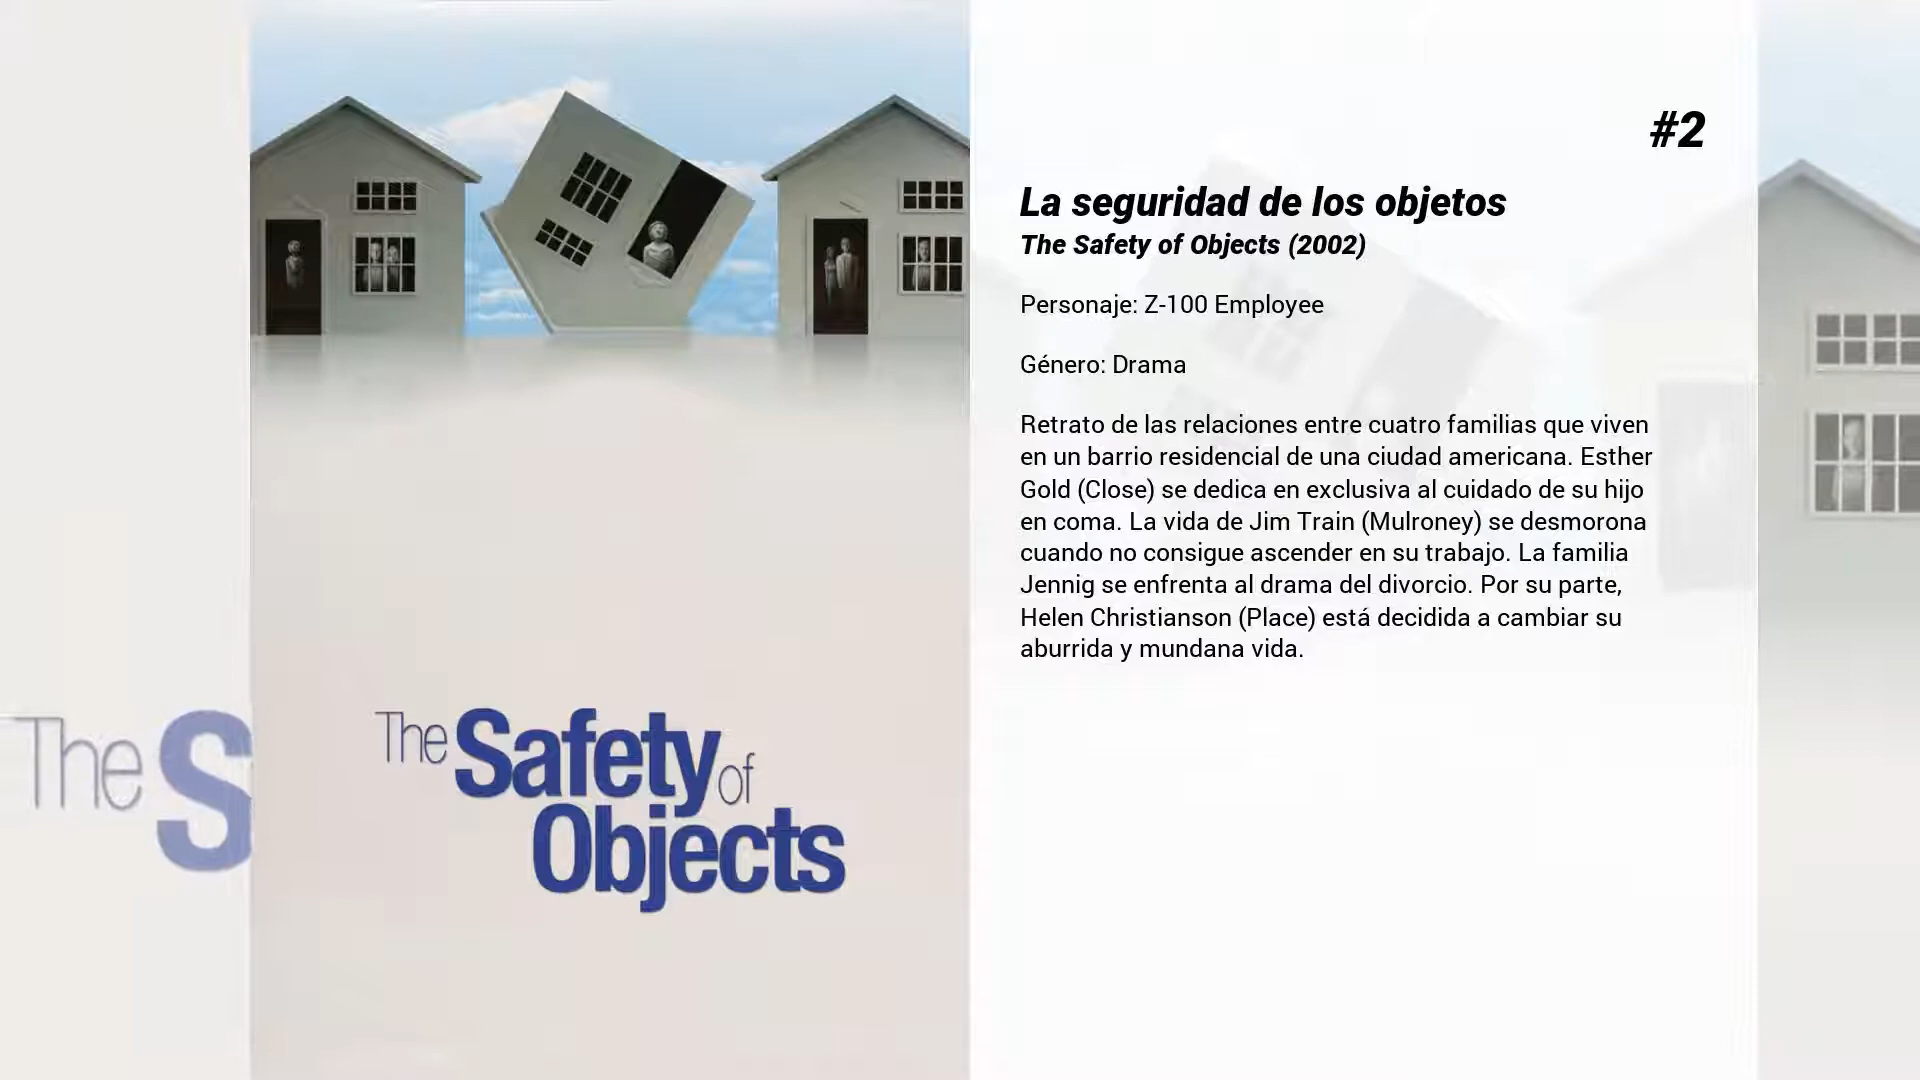 #2
La seguridad de los objetos
The Safety of Objects (2002)
Personaje: Z-100 Employee
Género: Drama
Retrato de las relaciones entre cuatro familias que viven
en un barrio residencial de una ciudad americana. Esther
Gold (Close) se dedica en exclusiva al cuidado de su hijo
en coma. La vida de Jim Train (Mulroney) se desmorona
cuando no consigue ascender en su trabajo. La familia
Jennig se enfrenta al drama del divorcio. Por su parte,
Helen Christianson (Place) está decidida a cambiar su
aburrida y mundana vida.
The Safety of
Objects
The S